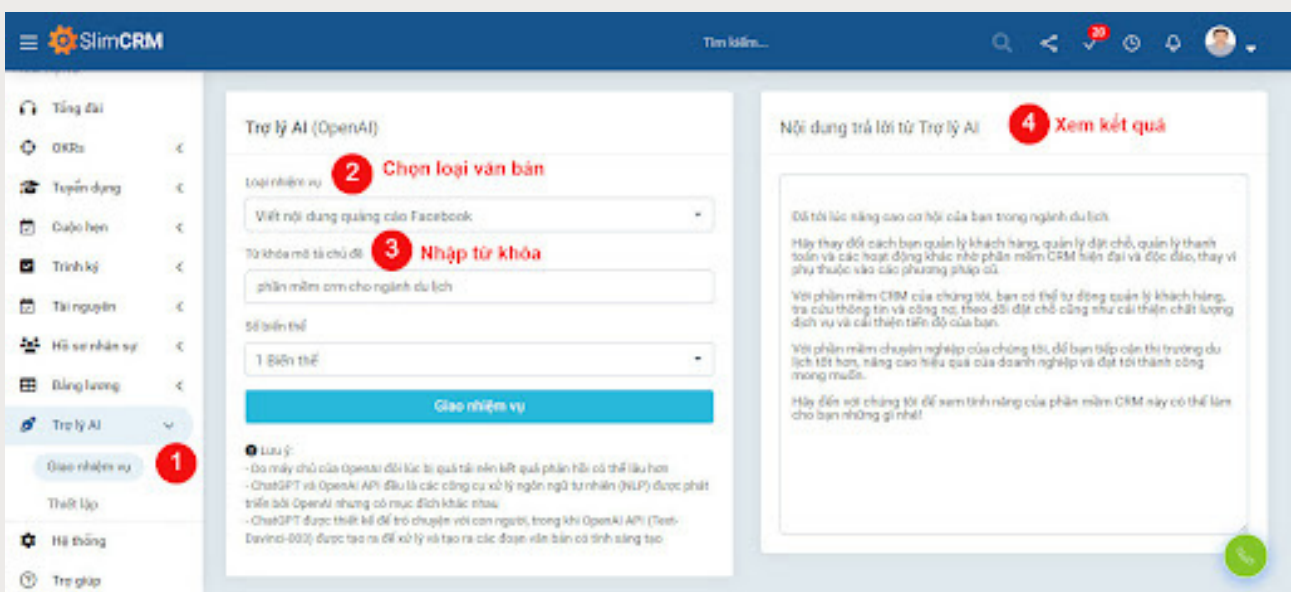 SlimCRM
Tìm kiếm...
20
Tổng đài
OKRs
Tuyển dụng
Cuộc hẹn
Trình ký
Tài nguyên
Hồ sơ nhân sự
Bảng lương
Trợ lý AI
Giao nhiệm vụ
1
Thiết lập
Hệ thống
Trợ giúp
Trợ lý AI (OpenAI)
Loại nhiệm vụ
2 Chọn loại văn bản
Viết nội dung quảng cáo Facebook
Từ khóa mô tả chủ đề
3 Nhập từ khóa
phần mềm crm cho ngành du lịch
Số biến thể
1 Biến thể
Giao nhiệm vụ
Lưu ý:
- Do máy chủ của OpenAI đôi lúc bị quá tải nên kết quả phản hồi có thể lâu hơn
- ChatGPT và OpenAI API đều là các công cụ xử lý ngôn ngữ tự nhiên (NLP) được phát
triển bởi OpenAI nhưng có mục đích khác nhau
- ChatGPT được thiết kế để trò chuyện với con người, trong khi OpenAI API (Text-
Davinci-003) được tạo ra để xử lý và tạo ra các đoạn văn bản có tính sáng tạo
Nội dung trả lời từ Trợ lý AI
4 Xem kết quả
Đã tới lúc nâng cao cơ hội của bạn trong ngành du lịch.
Hãy thay đổi cách bạn quản lý khách hàng, quản lý đặt chỗ, quản lý thanh
toán và các hoạt động khác nhờ phần mềm CRM hiện đại và độc đáo, thay vì
phụ thuộc vào các phương pháp cũ.
Với phần mềm CRM của chúng tôi, bạn có thể tự động quản lý khách hàng,
tra cứu thông tin và công nợ, theo dõi đặt chỗ cũng như cải thiện chất lượng
dịch vụ và cải thiện tiến độ của bạn.
Với phần mềm chuyên nghiệp của chúng tôi, để bạn tiếp cận thị trường du
lịch tốt hơn, nâng cao hiệu quả của doanh nghiệp và đạt tới thành công
mong muốn.
Hãy đến với chúng tôi để xem tính năng của phần mềm CRM này có thể làm
cho bạn những gì nhé!